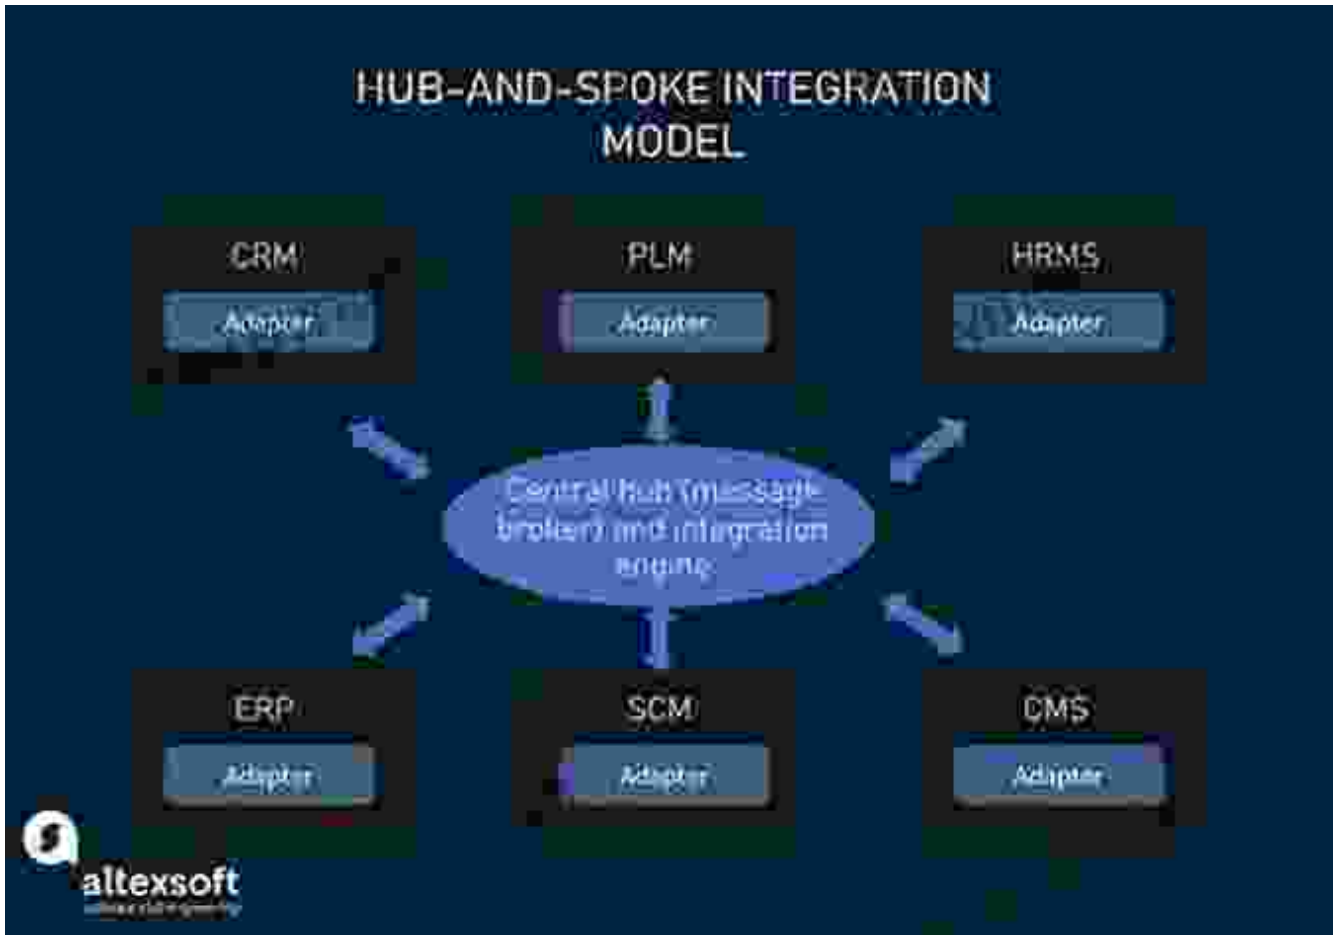 HUB-AND-SPOKE INTEGRATION
MODEL
CRM
PLM
HRMS
Adapter
Adapter
Adapter
Central hub (message
broker) and integration
engine
ERP
SCM
CMS
Adapter
Adapter
Adapter
altexsoft